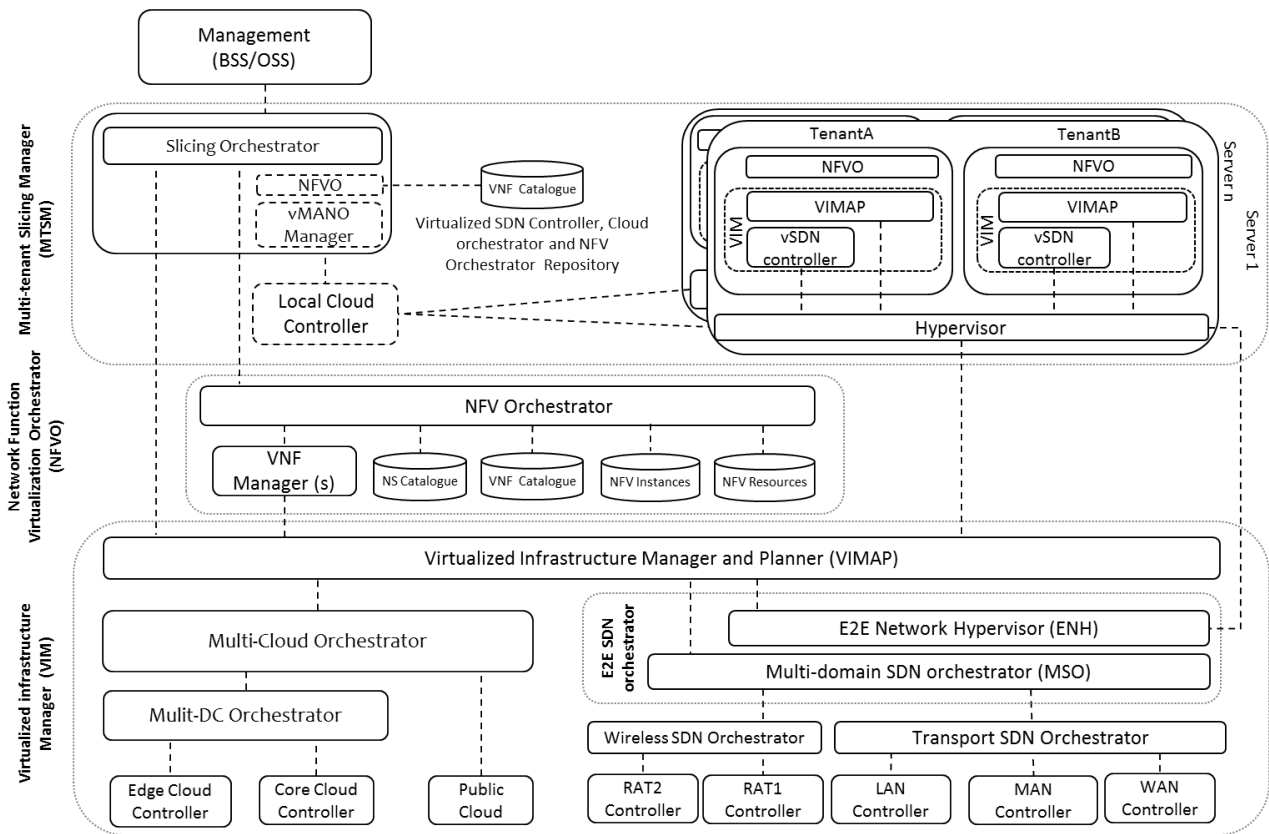 Management
(BSS/OSS)
Multi-tenant Slicing Manager
(MTSM)
Slicing Orchestrator
NFVO
vMANO
Manager
VNF Catalogue
Virtualized SDN Controller, Cloud
orchestrator and NFV
Orchestrator Repository
Local Cloud
Controller
TenantA
NFVO
VIM
VIMAP
vSDN
controller
TenantB
NFVO
VIM
VIMAP
vSDN
controller
Hypervisor
Server n
Server 1
Network Function
Virtualization Orchestrator
(NFVO)
NFV Orchestrator
VNF
Manager (s)
NS Catalogue
VNF Catalogue
NFV Instances
NFV Resources
Virtualized infrastructure
Manager (VIM)
Virtualized Infrastructure Manager and Planner (VIMAP)
Multi-Cloud Orchestrator
Mulit-DC Orchestrator
Edge Cloud
Controller
Core Cloud
Controller
Public
Cloud
E2E SDN
orchestrator
E2E Network Hypervisor (ENH)
Multi-domain SDN orchestrator (MSO)
Wireless SDN Orchestrator
Transport SDN Orchestrator
RAT2
Controller
RAT1
Controller
LAN
Controller
MAN
Controller
WAN
Controller